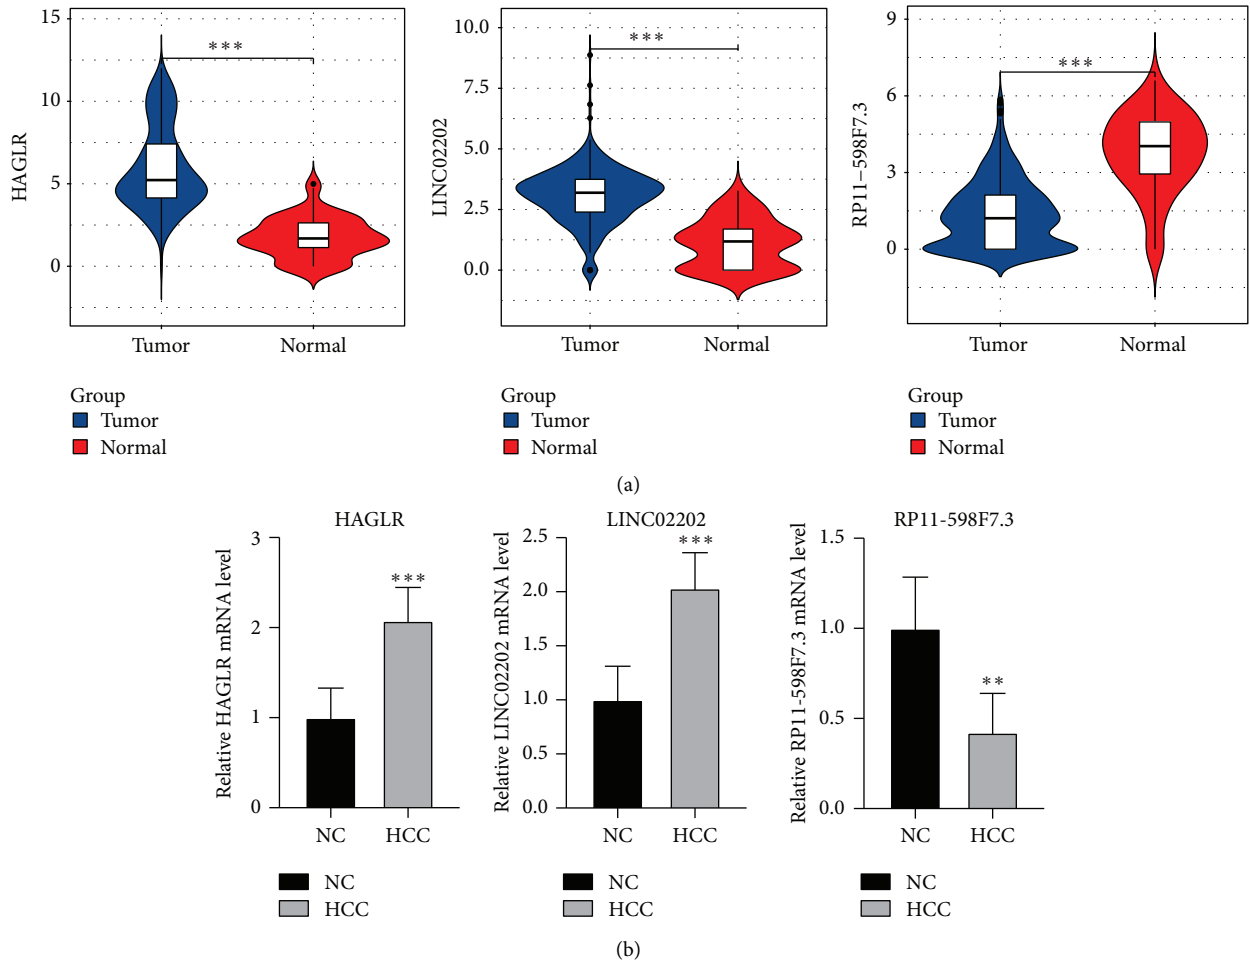 HAGLR
15
10
5
0
***
Tumor
Normal
Group
Tumor
Normal
LINC02202
10.0
7.5
5.0
2.5
0.0
***
Tumor
Normal
Group
Tumor
Normal
RP11−598F7.3
9
6
3
0
***
Tumor
Normal
Group
Tumor
Normal
(a)
HAGLR
Relative HAGLR mRNA level
3
2
1
0
***
NC
HCC
NC
HCC
LINC02202
Relative LINC02202 mRNA level
2.5
2.0
1.5
1.0
0.5
0.0
***
NC
HCC
NC
HCC
RP11-598F7.3
Relative RP11-598F7.3 mRNA level
1.5
1.0
0.5
0.0
**
NC
HCC
NC
HCC
(b)